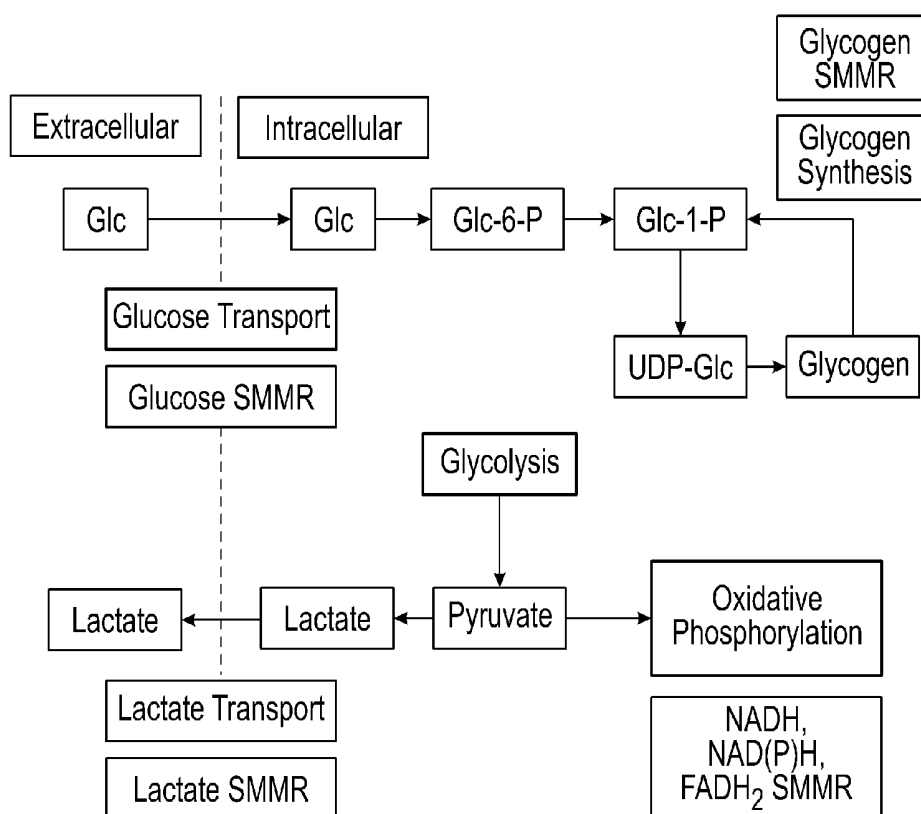 Glycogen
SMMR
Extracellular
Intracellular
Glycogen
Synthesis
Glc
Glc
Glc-6-P
Glc-1-P
Glucose Transport
UDP-Glc
Glycogen
Glucose SMMR
Glycolysis
Lactate
Lactate
Pyruvate
Oxidative
Phosphorylation
Lactate Transport
NADH,
NAD(P)H,
FADH₂ SMMR
Lactate SMMR